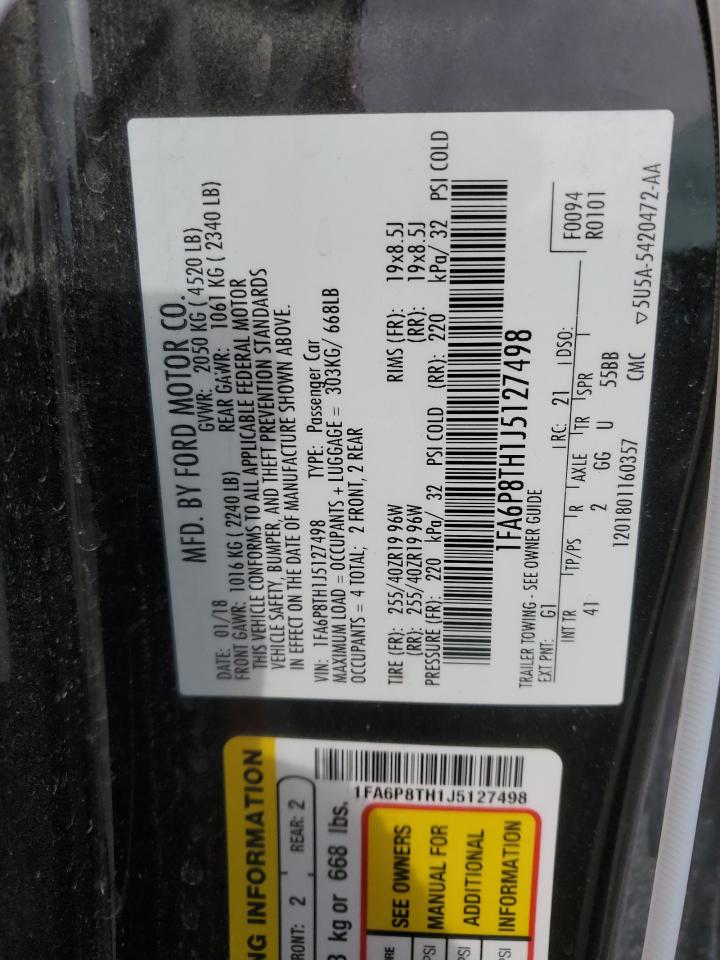 MFD. BY FORD MOTOR CO.
DATE: 01/18 GVWR: 2050 KG ( 4520 LB)
FRONT GAWR: 1016 KG ( 2240 LB) REAR GAWR: 1061 KG ( 2340 LB)
THIS VEHICLE CONFORMS TO ALL APPLICABLE FEDERAL MOTOR
VEHICLE SAFETY, BUMPER, AND THEFT PREVENTION STANDARDS
IN EFFECT ON THE DATE OF MANUFACTURE SHOWN ABOVE.
VIN: 1FA6P8TH1J5127498 TYPE: Passenger Car
MAXIMUM LOAD = OCCUPANTS + LUGGAGE = 303KG/ 668LB
OCCUPANTS = 4 TOTAL; 2 FRONT, 2 REAR
TIRE (FR): 255/40ZR19 96W RIMS (FR): 19x8.5J
(RR): 255/40ZR19 96W (RR): 19x8.5J
PRESSURE (FR): 220 kPa/ 32 PSI COLD (RR): 220 kPa/ 32 PSI COLD
1FA6P8TH1J5127498
TRAILER TOWING - SEE OWNER GUIDE
EXT PNT: G1 RC: 21 DSO: F0094
R0101
INT TR TP/PS R AXLE TR SPR
41 2 GG U 55BB
1201801160357 CMC ▽5U5A-5420472-AA
NG INFORMATION
RONT: 2 REAR: 2
kg or 668 lbs.
1FA6P8TH1J5127498
SEE OWNERS
MANUAL FOR
ADDITIONAL
INFORMATION
RE
PSI
PSI
PSI